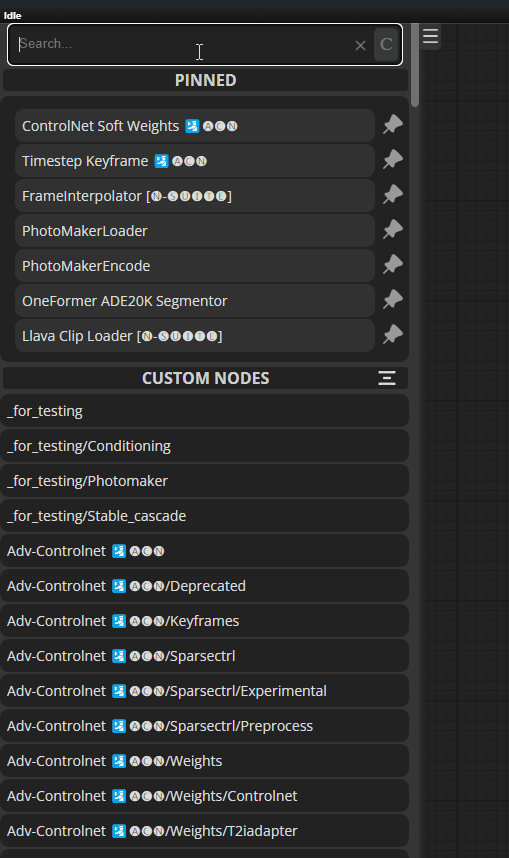 Idle
Search...
C
PINNED
ControlNet Soft Weights 🛂🅐🅒🅝
Timestep Keyframe 🛂🅐🅒🅝
FrameInterpolator [🅝-🅢🅤🅘🅣🅔]
PhotoMakerLoader
PhotoMakerEncode
OneFormer ADE20K Segmentor
Llava Clip Loader [🅝-🅢🅤🅘🅣🅔]
CUSTOM NODES
_for_testing
_for_testing/Conditioning
_for_testing/Photomaker
_for_testing/Stable_cascade
Adv-Controlnet 🛂🅐🅒🅝
Adv-Controlnet 🛂🅐🅒🅝/Deprecated
Adv-Controlnet 🛂🅐🅒🅝/Keyframes
Adv-Controlnet 🛂🅐🅒🅝/Sparsectrl
Adv-Controlnet 🛂🅐🅒🅝/Sparsectrl/Experimental
Adv-Controlnet 🛂🅐🅒🅝/Sparsectrl/Preprocess
Adv-Controlnet 🛂🅐🅒🅝/Weights
Adv-Controlnet 🛂🅐🅒🅝/Weights/Controlnet
Adv-Controlnet 🛂🅐🅒🅝/Weights/T2iadapter